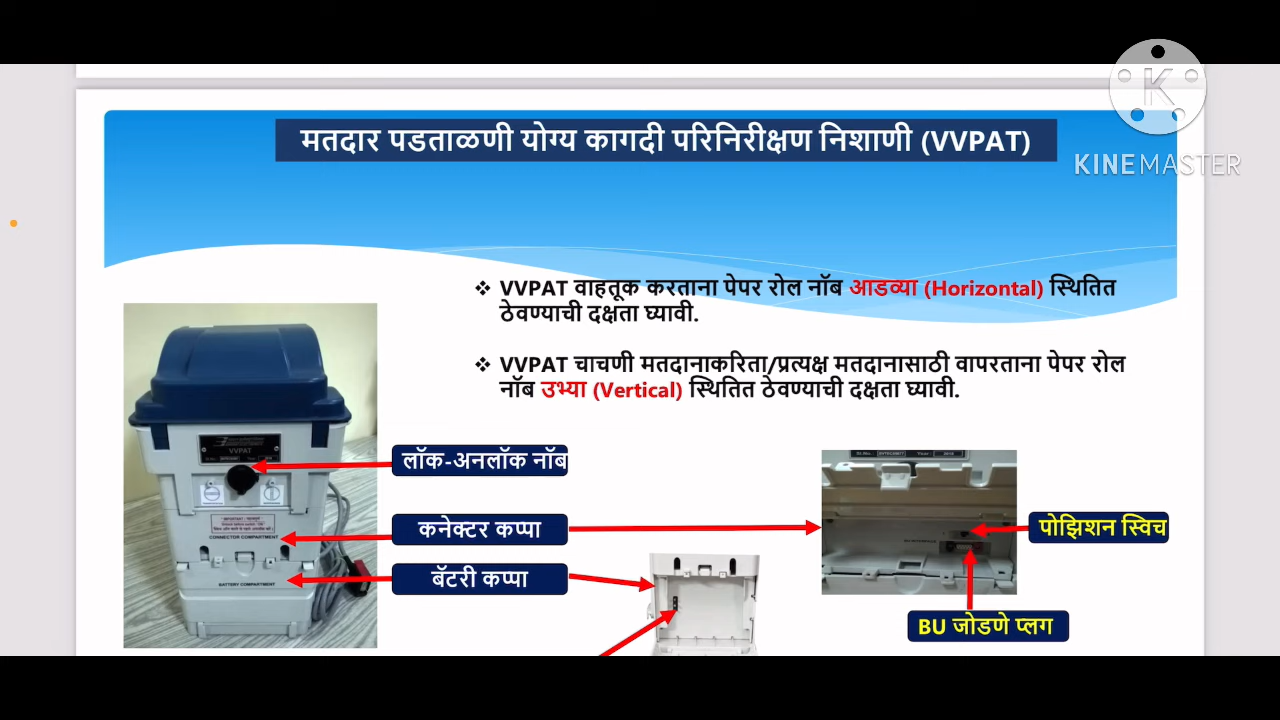 मतदार पडताळणी योग्य कागदी परिनिरीक्षण निशाणी (VVPAT)
KINEMASTER
❖ VVPAT वाहतूक करताना पेपर रोल नॉब आडव्या (Horizontal) स्थितित
ठेवण्याची दक्षता घ्यावी.
❖ VVPAT चाचणी मतदानाकरिता/प्रत्यक्ष मतदानासाठी वापरताना पेपर रोल
नॉब उभ्या (Vertical) स्थितित ठेवण्याची दक्षता घ्यावी.
VVPAT
लॉक-अनलॉक नॉब
CONNECTOR COMPARTMENT
कनेक्टर कप्पा
पोझिशन स्विच
BATTERY COMPARTMENT
बॅटरी कप्पा
BU जोडणे प्लग